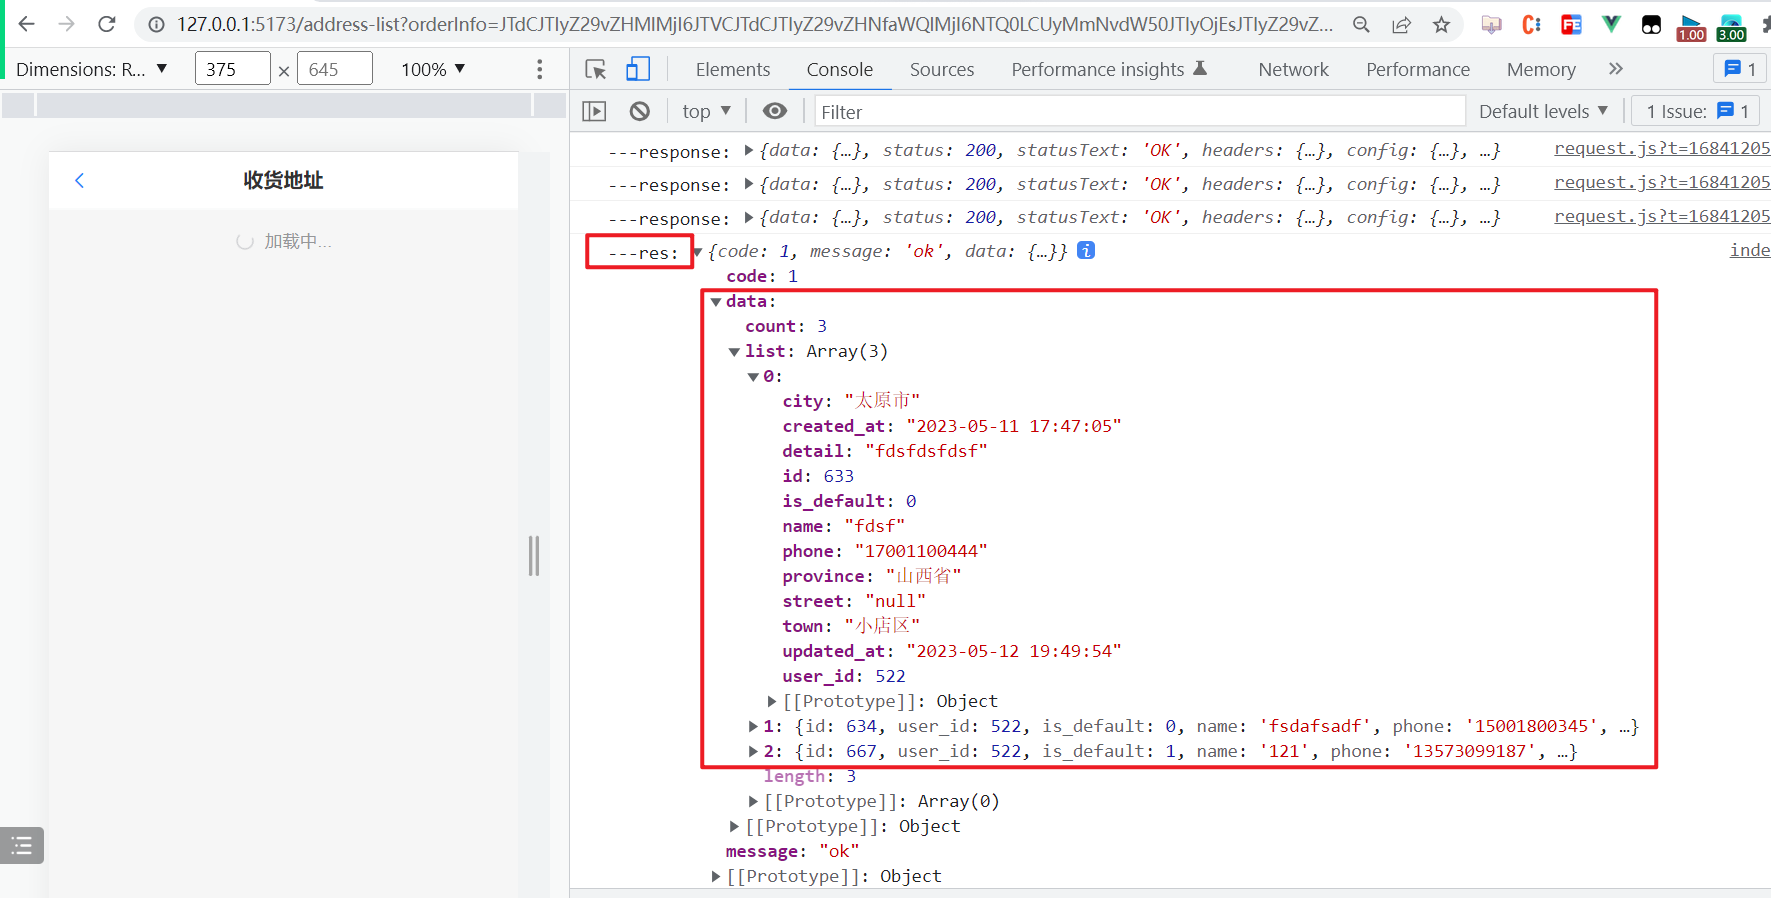 127.0.0.1:5173/address-list?orderInfo=JTdCJTIyZ29vZHMlMjI6JTVCJTdCJTIyZ29vZHNfaWQlMjI6NTQ0LCUyMmNvdW50JTIyOjEsJTIyZ29vZ...
FE
1.00
3.00
Dimensions: R... ▼ 375 × 645 100% ▼
Elements Console Sources Performance insights Network Performance Memory » 1
top ▼ Filter Default levels ▼ 1 Issue: 1
收货地址
加载中...
---response: ▶{data: {…}, status: 200, statusText: 'OK', headers: {…}, config: {…}, …} request.js?t=16841205
---response: ▶{data: {…}, status: 200, statusText: 'OK', headers: {…}, config: {…}, …} request.js?t=16841205
---response: ▶{data: {…}, status: 200, statusText: 'OK', headers: {…}, config: {…}, …} request.js?t=16841205
---res: ▼{code: 1, message: 'ok', data: {…}} i inde
code: 1
▼data:
count: 3
▼list: Array(3)
▼0:
city: "太原市"
created_at: "2023-05-11 17:47:05"
detail: "fdsfdsfdsf"
id: 633
is_default: 0
name: "fdsf"
phone: "17001100444"
province: "山西省"
street: "null"
town: "小店区"
updated_at: "2023-05-12 19:49:54"
user_id: 522
▶[[Prototype]]: Object
▶1: {id: 634, user_id: 522, is_default: 0, name: 'fsdafsadf', phone: '15001800345', …}
▶2: {id: 667, user_id: 522, is_default: 1, name: '121', phone: '13573099187', …}
length: 3
▶[[Prototype]]: Array(0)
▶[[Prototype]]: Object
message: "ok"
▶[[Prototype]]: Object